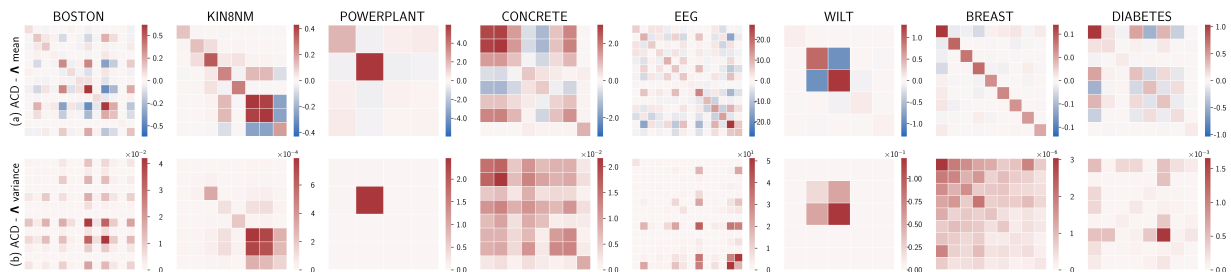 BOSTON KIN8NM POWERPLANT CONCRETE EEG WILT BREAST DIABETES
(a) ACD - Λ mean
0.5 0.2 0.0 -0.2 -0.5
0.4 0.2 0.0 -0.2 -0.4
4.0 2.0 0.0 -2.0 -4.0
2.0 0.0 -2.0
20.0 10.0 0.0 -10.0 -20.0
1.0 0.5 0.0 -0.5 -1.0
0.1 0.0 0.0 -0.0 -0.1
1.0 0.5 0.0 -0.5 -1.0
(b) ACD - Λ variance
×10⁻² 4 3 2 1 0
×10⁻⁴ 4 3 2 1 0
6 4 2 0
×10⁻² 2.0 1.5 1.0 0.5 0.0
×10¹ 5 4 3 2 1 0
×10⁻¹ 1.00 0.75 0.50 0.25 0.00
3 2 1 0
×10⁻³ 1.5 1.0 0.5 0.0